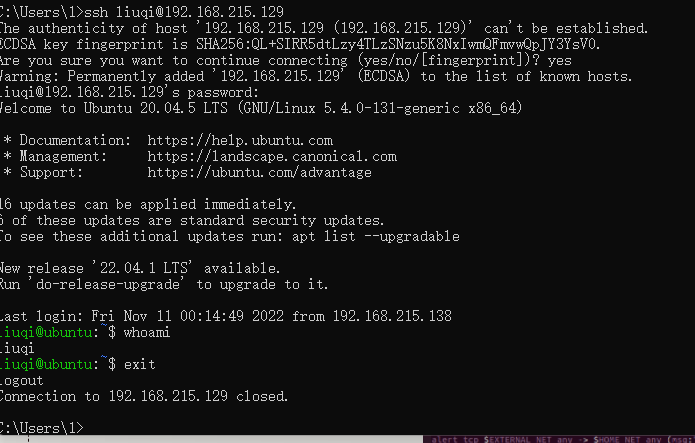 C:\Users\1>ssh liuqi@192.168.215.129
The authenticity of host '192.168.215.129 (192.168.215.129)' can't be established.
ECDSA key fingerprint is SHA256:QL+SIRR5dtLzy4TLzSNzu5K8NxIwmQFmvwQpJY3YsV0.
Are you sure you want to continue connecting (yes/no/[fingerprint])? yes
Warning: Permanently added '192.168.215.129' (ECDSA) to the list of known hosts.
liuqi@192.168.215.129's password:
Welcome to Ubuntu 20.04.5 LTS (GNU/Linux 5.4.0-131-generic x86_64)
* Documentation: https://help.ubuntu.com
* Management: https://landscape.canonical.com
* Support: https://ubuntu.com/advantage
16 updates can be applied immediately.
6 of these updates are standard security updates.
To see these additional updates run: apt list --upgradable
New release '22.04.1 LTS' available.
Run 'do-release-upgrade' to upgrade to it.
Last login: Fri Nov 11 00:14:49 2022 from 192.168.215.138
liuqi@ubuntu:~$ whoami
liuqi
liuqi@ubuntu:~$ exit
logout
Connection to 192.168.215.129 closed.
C:\Users\1>
alert tcp $EXTERNAL_NET any -> $HOME_NET any (msg: